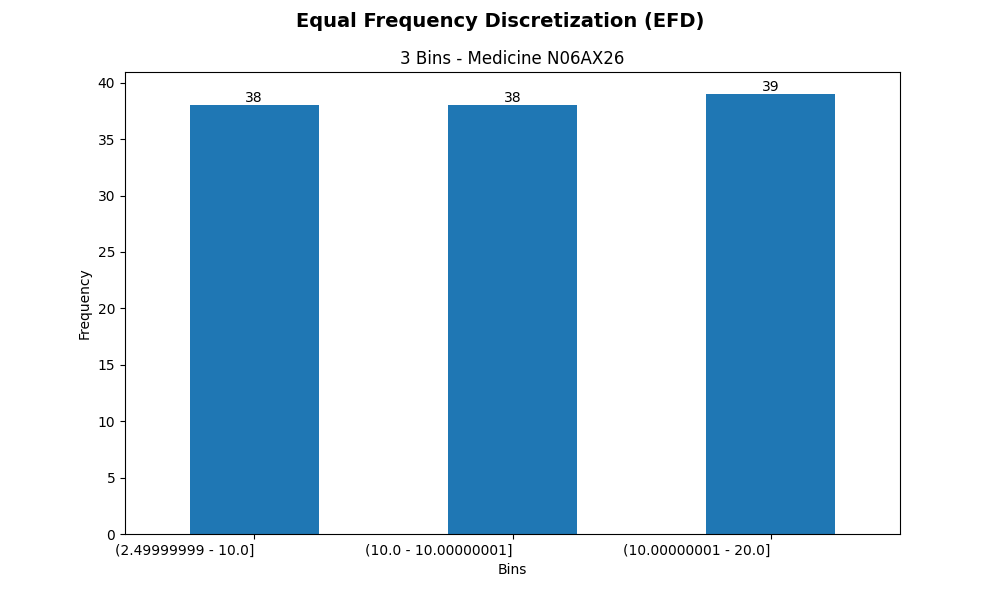 Equal Frequency Discretization (EFD)
3 Bins - Medicine N06AX26
40
35
30
25
20
15
10
5
0
Frequency
38
38
39
(2.49999999 - 10.0]
(10.0 - 10.00000001]
(10.00000001 - 20.0]
Bins